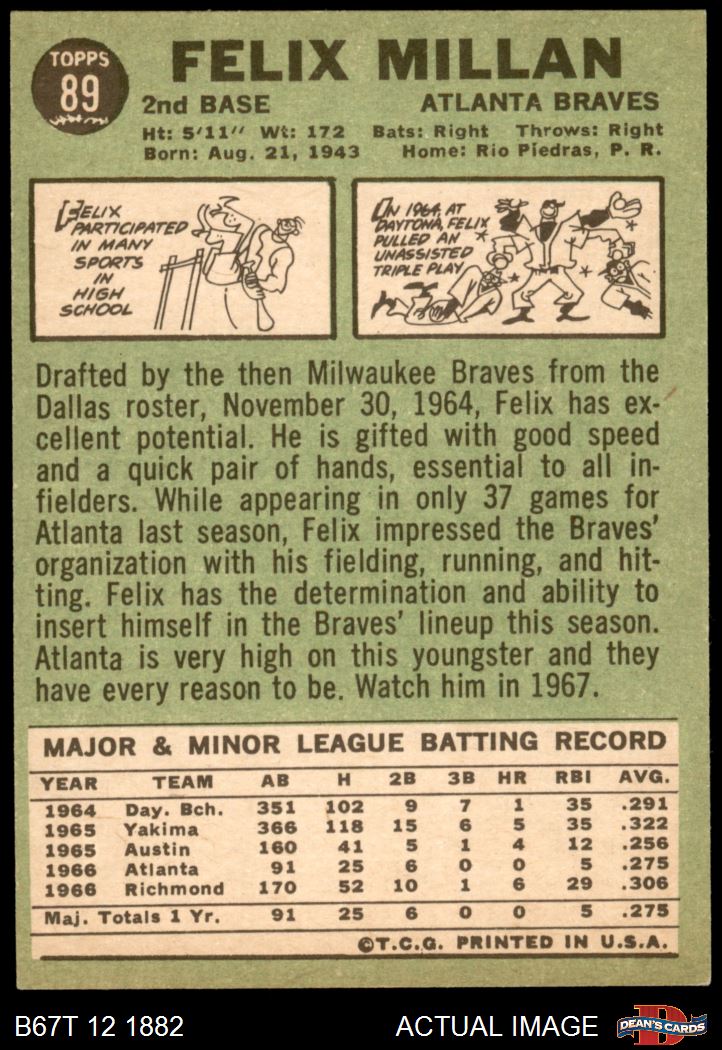 TOPPS
89
FELIX MILLAN
2nd BASE ATLANTA BRAVES
Ht: 5'11" Wt: 172 Bats: Right Throws: Right
Born: Aug. 21, 1943 Home: Rio Piedras, P. R.
FELIX
PARTICIPATED
IN MANY
SPORTS
IN
HIGH
SCHOOL
IN 1964, AT
DAYTONA, FELIX
PULLED AN
UNASSISTED
TRIPLE PLAY
Drafted by the then Milwaukee Braves from the
Dallas roster, November 30, 1964, Felix has ex-
cellent potential. He is gifted with good speed
and a quick pair of hands, essential to all in-
fielders. While appearing in only 37 games for
Atlanta last season, Felix impressed the Braves'
organization with his fielding, running, and hit-
ting. Felix has the determination and ability to
insert himself in the Braves' lineup this season.
Atlanta is very high on this youngster and they
have every reason to be. Watch him in 1967.
MAJOR & MINOR LEAGUE BATTING RECORD
YEAR TEAM AB H 2B 3B HR RBI AVG.
1964 Day. Bch. 351 102 9 7 1 35 .291
1965 Yakima 366 118 15 6 5 35 .322
1965 Austin 160 41 5 1 4 12 .256
1966 Atlanta 91 25 6 0 0 5 .275
1966 Richmond 170 52 10 1 6 29 .306
Maj. Totals 1 Yr. 91 25 6 0 0 5 .275
©T.C.G. PRINTED IN U.S.A.
B67T 12 1882 ACTUAL IMAGE DEAN'S CARDS